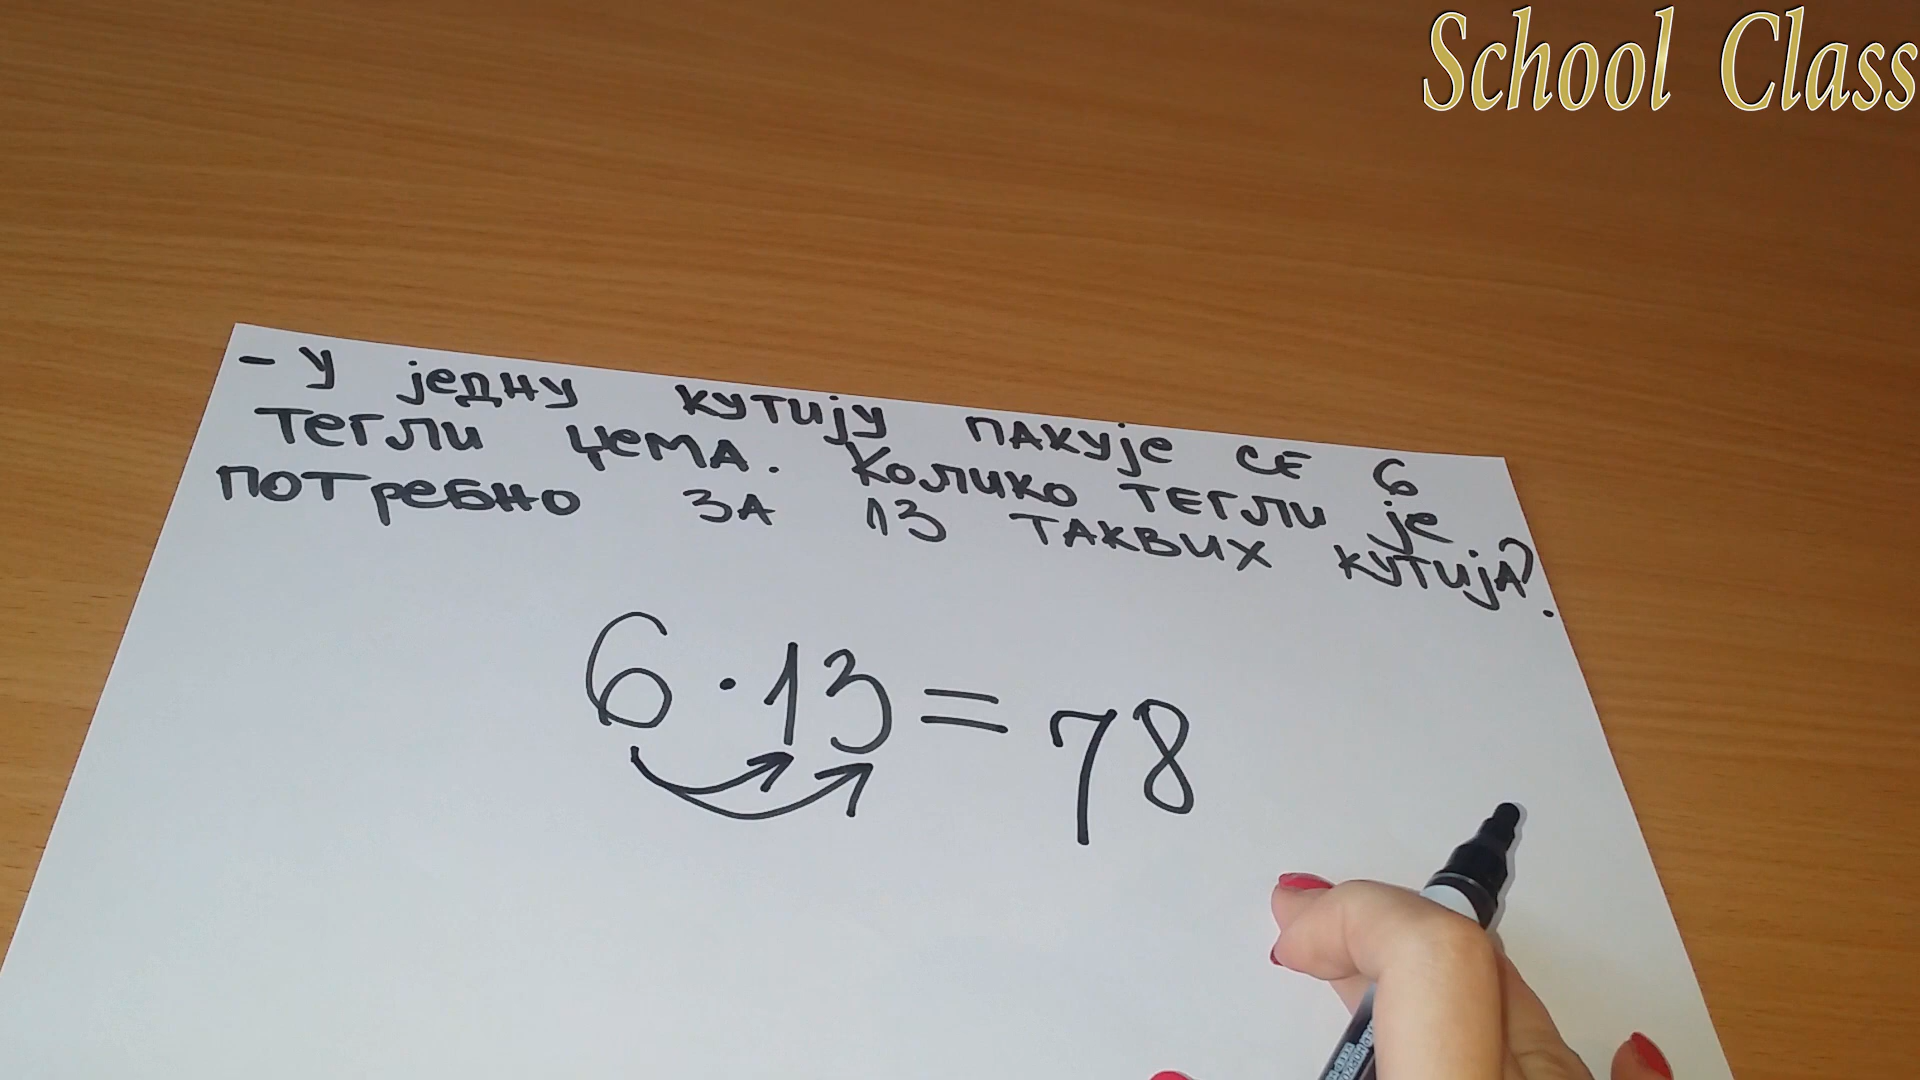 School Class
- У једну кутију пакује се 6
тегли џема. Колико тегли је
потребно за 13 таквих кутија?
6 · 13 = 78